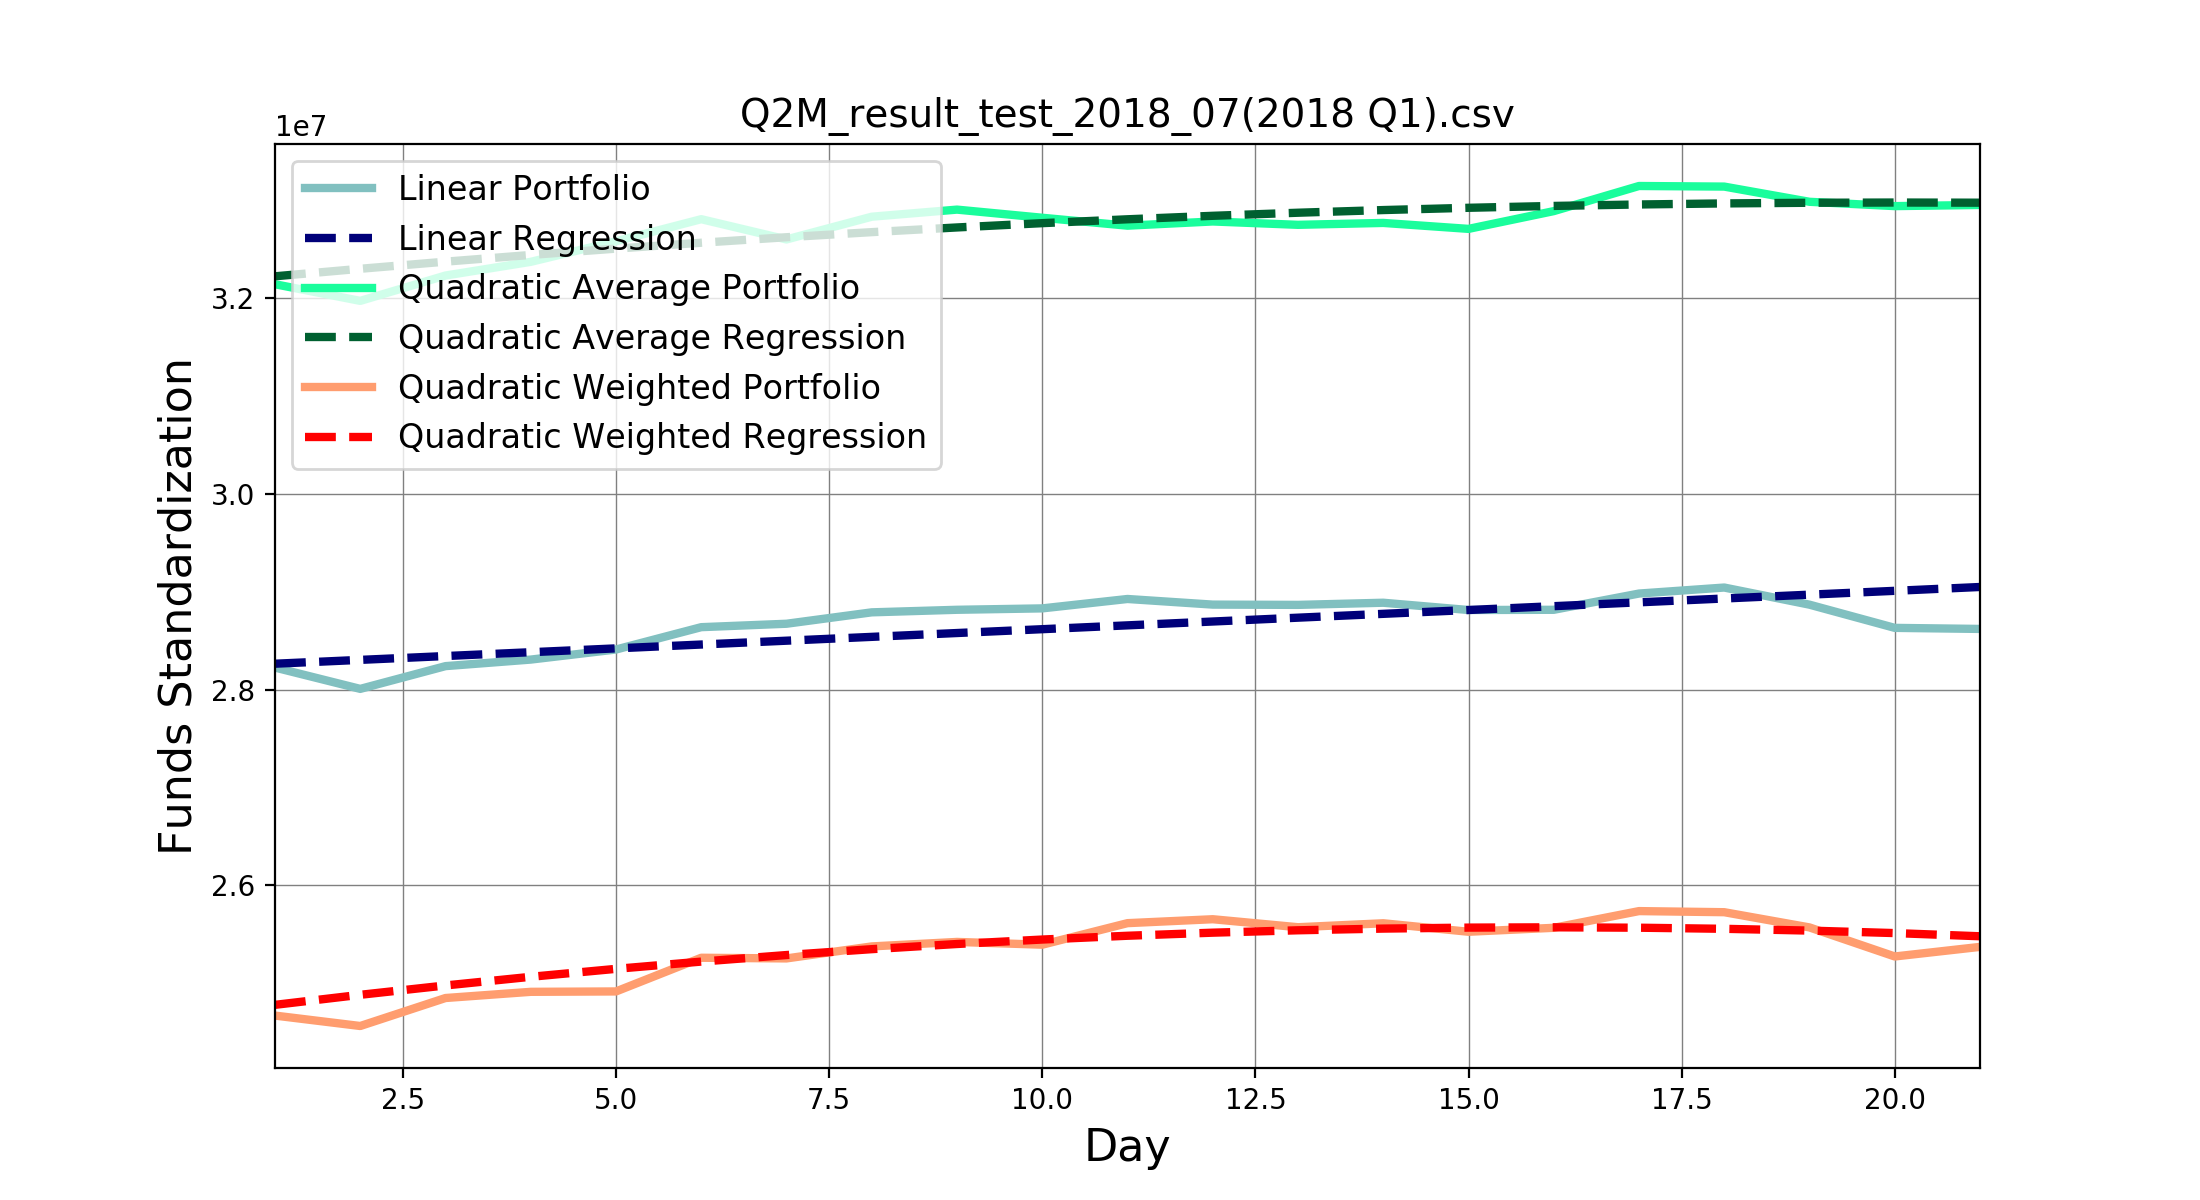 Q2M_result_test_2018_07(2018 Q1).csv
1e7
Linear Portfolio
Linear Regression
Quadratic Average Portfolio
Quadratic Average Regression
Quadratic Weighted Portfolio
Quadratic Weighted Regression
3.2
3.0
2.8
2.6
Funds Standardization
2.5 5.0 7.5 10.0 12.5 15.0 17.5 20.0
Day